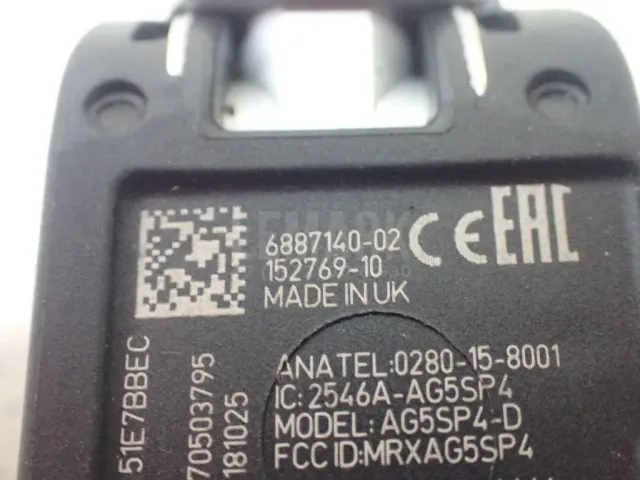 6887140-02
152769-10
MADE IN UK
CE EAC
ANATEL:0280-15-8001
IC:2546A-AG5SP4
MODEL: AG5SP4-D
FCC ID:MRXAG5SP4
51E7BBEC
70503795
181025